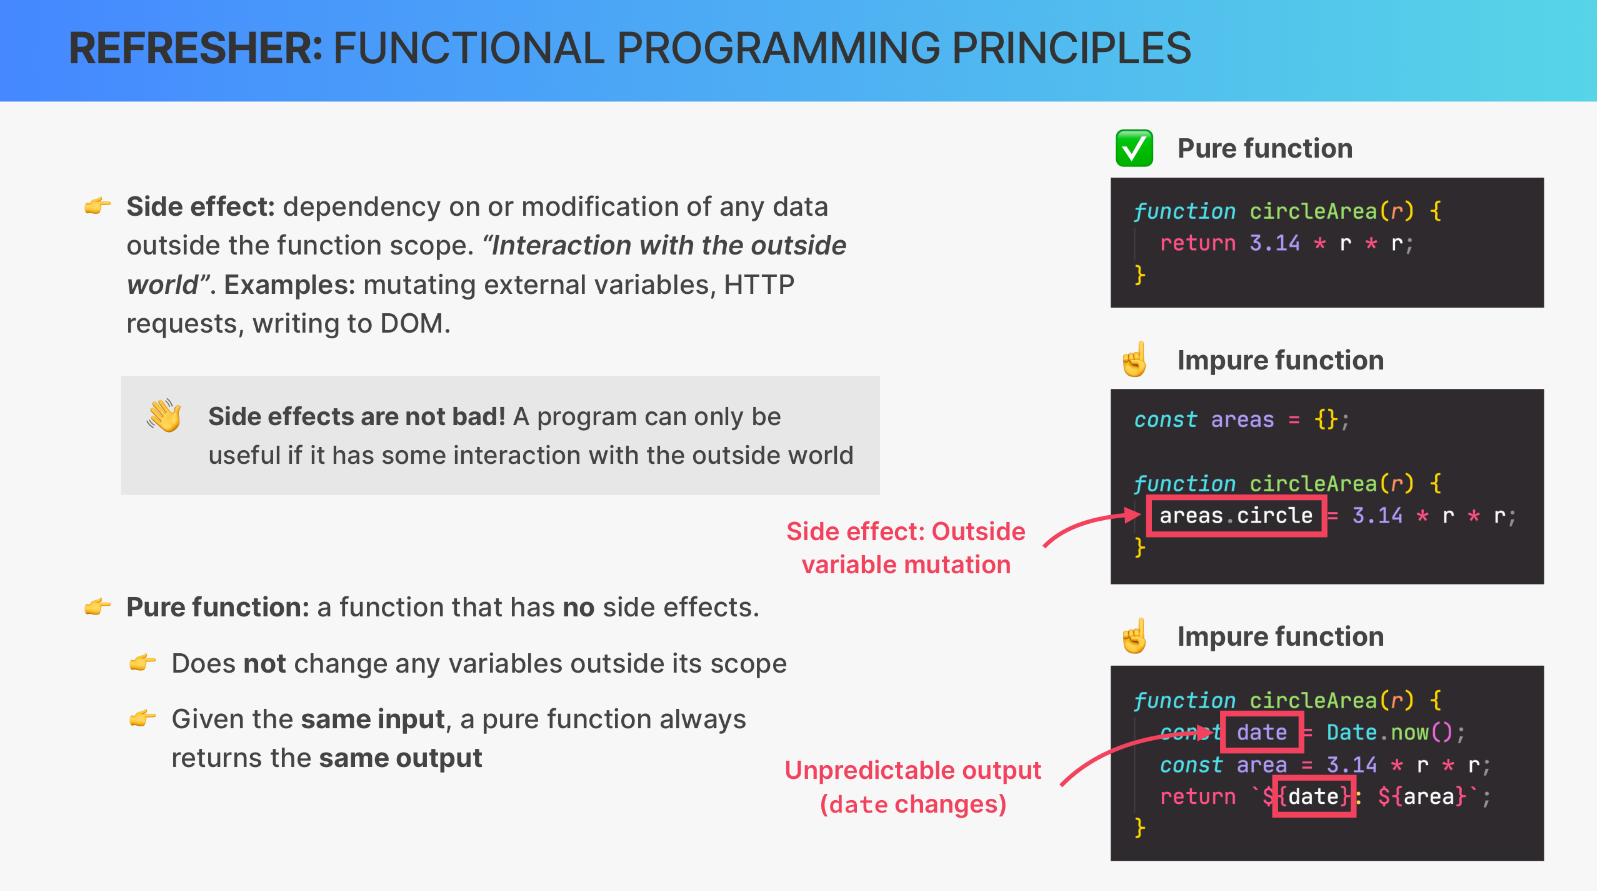 REFRESHER: FUNCTIONAL PROGRAMMING PRINCIPLES
Side effect: dependency on or modification of any data
outside the function scope. “Interaction with the outside
world”. Examples: mutating external variables, HTTP
requests, writing to DOM.
Side effects are not bad! A program can only be
useful if it has some interaction with the outside world
Pure function: a function that has no side effects.
Does not change any variables outside its scope
Given the same input, a pure function always
returns the same output
Pure function
function circleArea(r) {
return 3.14 * r * r;
}
Impure function
const areas = {};
function circleArea(r) {
areas.circle = 3.14 * r * r;
}
Side effect: Outside
variable mutation
Impure function
function circleArea(r) {
const date = Date.now();
const area = 3.14 * r * r;
return `${date}: ${area}`;
}
Unpredictable output
(date changes)